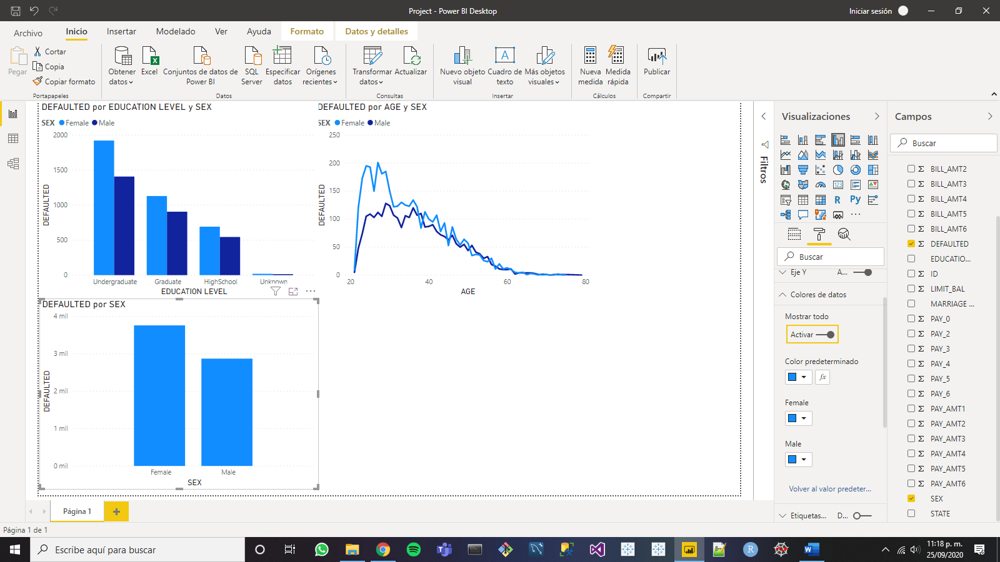 Project - Power BI Desktop
Iniciar sesión
Archivo
Inicio
Insertar
Modelado
Ver
Ayuda
Formato
Datos y detalles
Pegar
Cortar
Copia
Copiar formato
Portapapeles
Obtener
datos
Excel
Conjuntos de datos de
Power BI
SQL
Server
Especificar
datos
Orígenes
recientes
Datos
Transformar
datos
Actualizar
Consultas
Nuevo objeto
visual
Cuadro de
texto
Más objetos
visuales
Insertar
Nueva
medida
Medida
rápida
Cálculos
Publicar
Compartir
DEFAULTED por EDUCATION LEVEL y SEX
SEX Female Male
DEFAULTED
2000
1500
1000
500
0
Undergraduate
Graduate
HighSchool
Unknown
EDUCATION LEVEL
DEFAULTED por AGE y SEX
SEX Female Male
DEFAULTED
250
200
150
100
50
0
20
40
60
80
AGE
DEFAULTED por SEX
DEFAULTED
4 mil
3 mil
2 mil
1 mil
0 mil
Female
Male
SEX
Filtros
Visualizaciones
R
Py
123
Buscar
Eje Y
A...
Colores de datos
Mostrar todo
Activar
Color predeterminado
fx
Female
Male
Volver al valor predeter...
Etiquetas...
D...
Campos
Buscar
Σ BILL_AMT2
Σ BILL_AMT3
Σ BILL_AMT4
Σ BILL_AMT5
Σ BILL_AMT6
Σ DEFAULTED
EDUCATIO...
Σ ID
Σ LIMIT_BAL
MARRIAGE ...
Σ PAY_0
Σ PAY_2
Σ PAY_3
Σ PAY_4
Σ PAY_5
Σ PAY_6
Σ PAY_AMT1
Σ PAY_AMT2
Σ PAY_AMT3
Σ PAY_AMT4
Σ PAY_AMT5
Σ PAY_AMT6
SEX
STATE
Página 1
Página 1 de 1
Escribe aquí para buscar
11:18 p. m.
25/09/2020